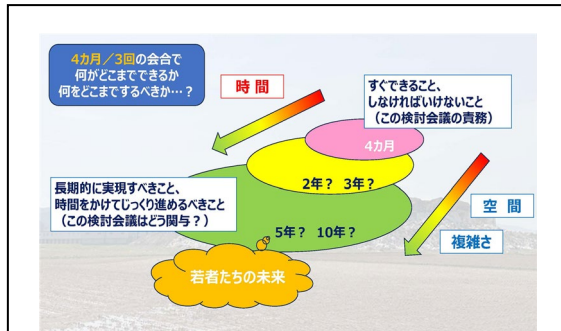 4カ月／3回の会合で
何がどこまでできるか
何をどこまでするべきか…？
時 間
すぐできること、
しなければいけないこと
（この検討会議の責務）
4カ月
2年？ 3年？
長期的に実現すべきこと、
時間をかけてじっくり進めるべきこと
（この検討会議はどう関与？）
空 間
5年？ 10年？
複雑さ
若者たちの未来